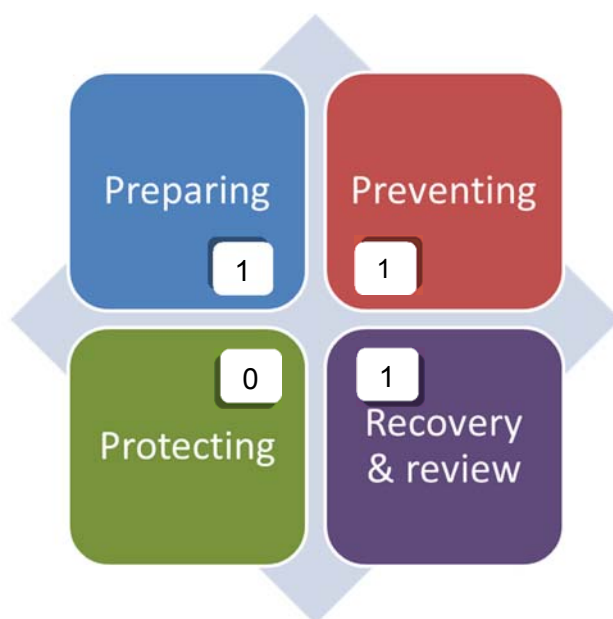 Preparing
1
Preventing
1
0
Protecting
1
Recovery
& review